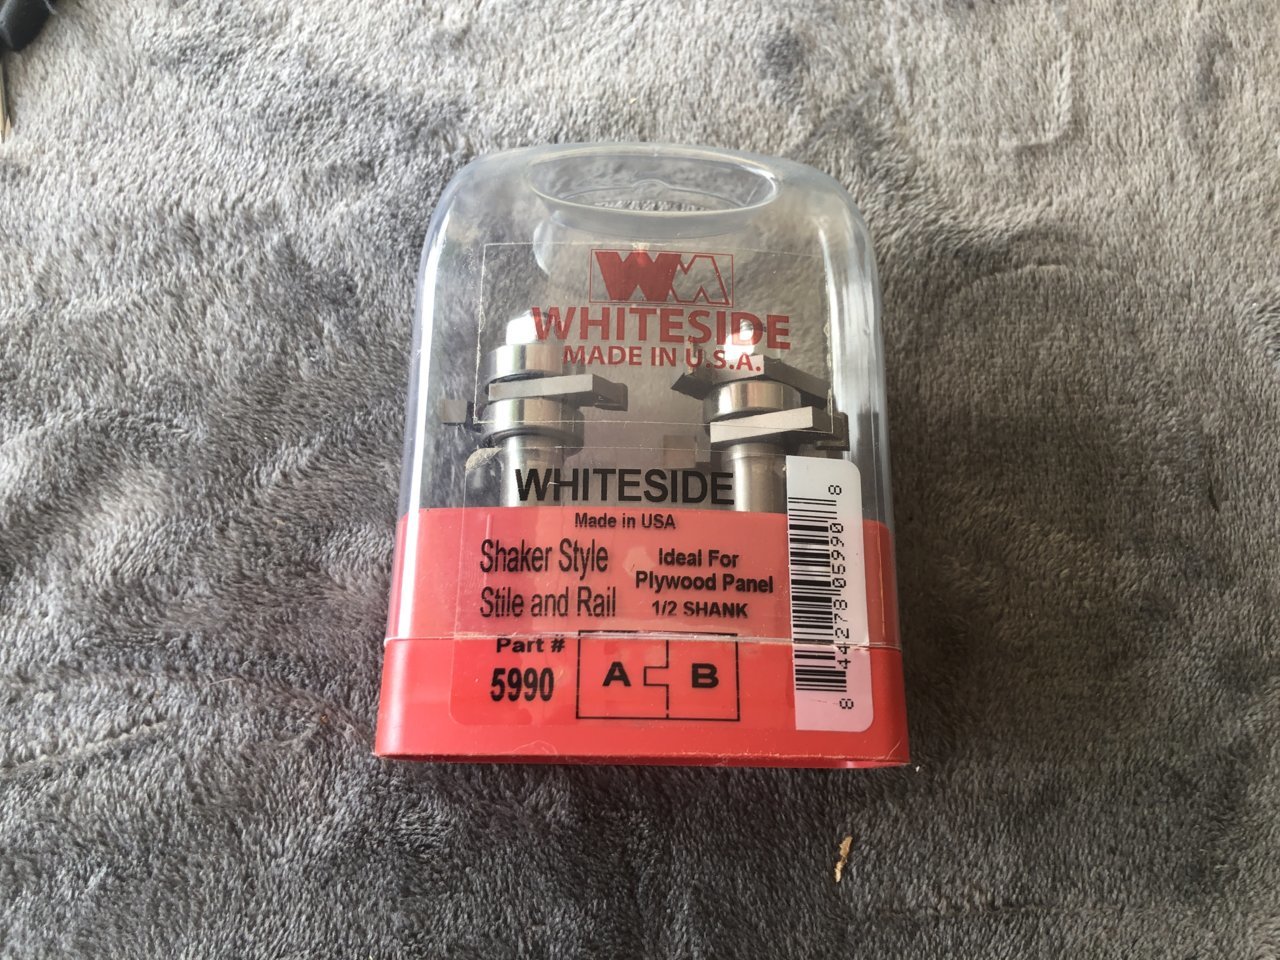 WM
WHITESIDE
MADE IN U.S.A.
WHITESIDE
Made in USA
Shaker Style
Stile and Rail
Ideal For
Plywood Panel
1/2 SHANK
Part #
5990
A B
8 44278 05990 8